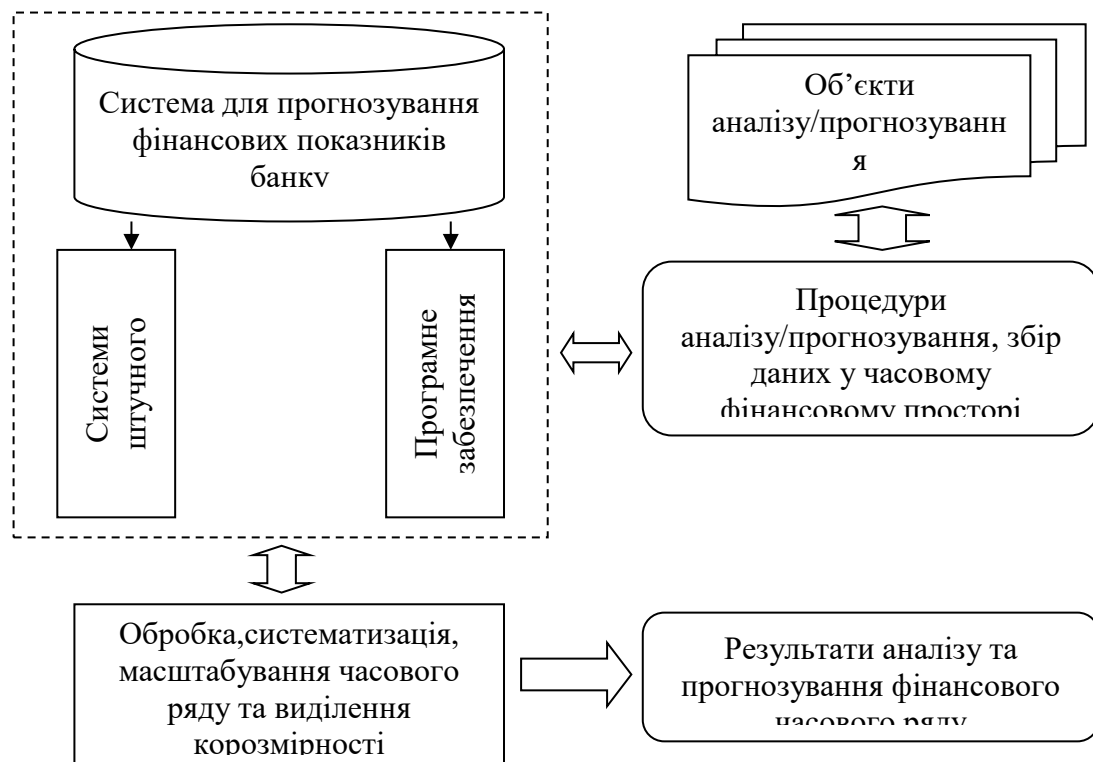 Система для прогнозування
фінансових показників
банку
Об’єкти
аналізу/прогнозуванн
я
Системи
штучного
Програмне
забезпечення
Процедури
аналізу/прогнозування, збір
даних у часовому
фінансовому просторі
Обробка,систематизація,
масштабування часового
ряду та виділення
корозмірності
Результати аналізу та
прогнозування фінансового
часового ряду